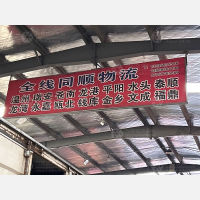 全线同顺物流
温州 瑞安 苍南 龙港 平阳 水头 泰顺
龙湾 永嘉 瓯北 钱库 金乡 文成 福鼎